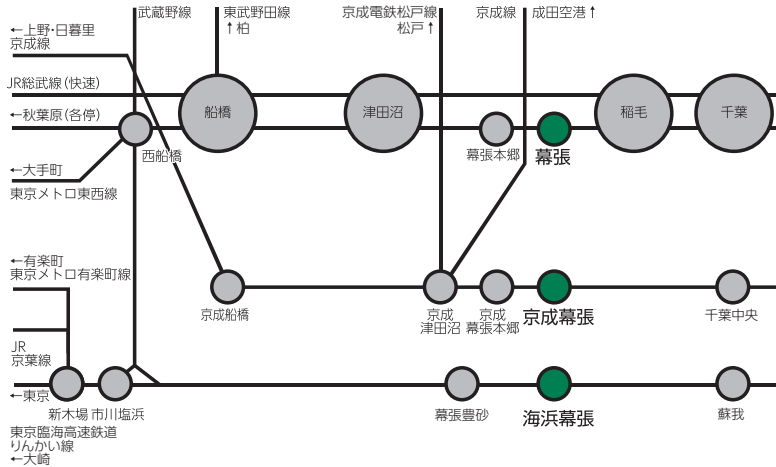 武蔵野線
東武野田線
↑柏
京成電鉄松戸線
松戸↑
京成線
成田空港↑
←上野・日暮里
京成線
JR総武線（快速）
←秋葉原（各停）
船橋
津田沼
稲毛
千葉
西船橋
幕張本郷
幕張
←大手町
東京メトロ東西線
←有楽町
東京メトロ有楽町線
京成船橋
京成
津田沼
京成
幕張本郷
京成幕張
千葉中央
JR
京葉線
←東京
新木場
市川塩浜
幕張豊砂
海浜幕張
蘇我
東京臨海高速鉄道
りんかい線
←大崎